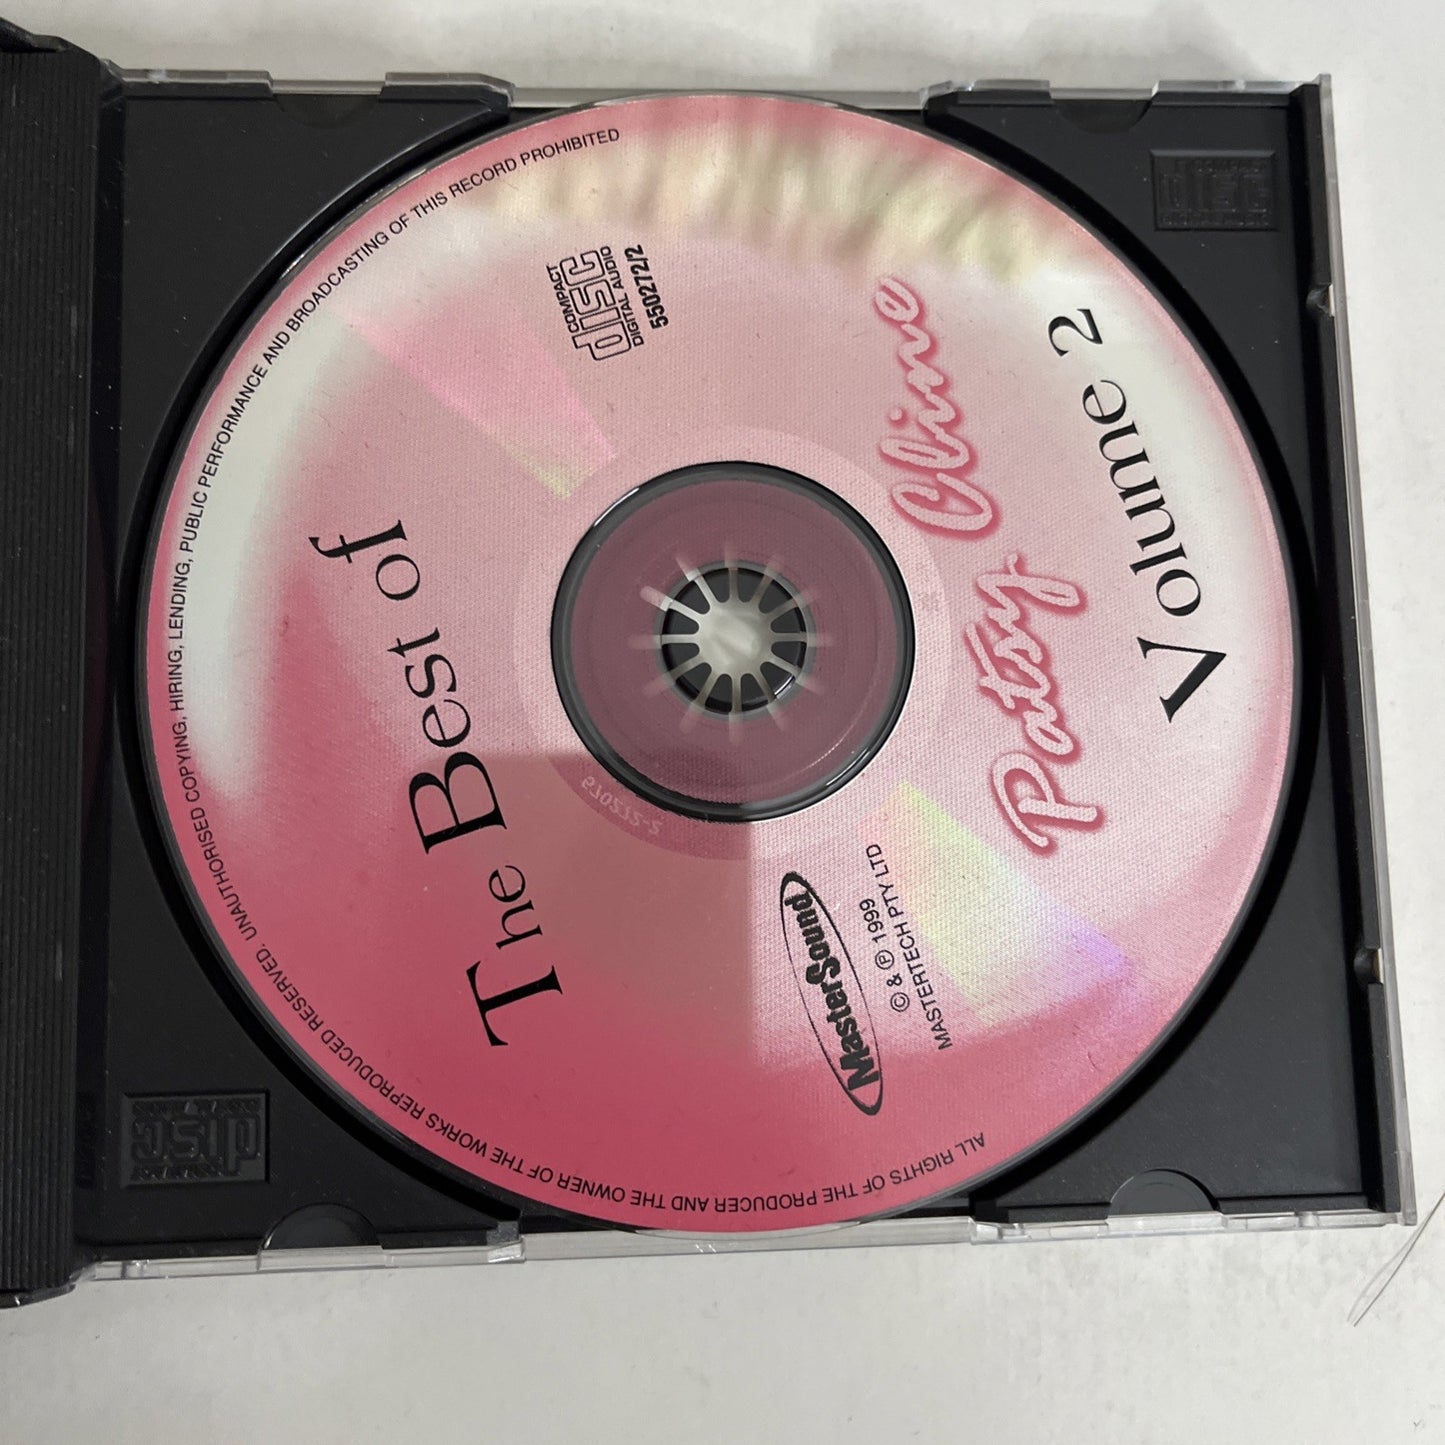 The Best of
Patsy Cline
Volume 2
COMPACT
disc
DIGITAL AUDIO
550272/2
MasterSound
© & ℗ 1999
MASTERTECH PTY LTD
ALL RIGHTS OF THE PRODUCER AND THE OWNER OF THE WORKS REPRODUCED RESERVED. UNAUTHORISED COPYING, HIRING, LENDING, PUBLIC PERFORMANCE AND BROADCASTING OF THIS RECORD PROHIBITED
disc
disc